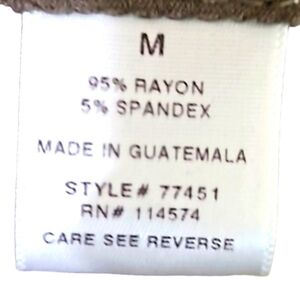 M
95% RAYON
5% SPANDEX
MADE IN GUATEMALA
STYLE# 77451
RN# 114574
CARE SEE REVERSE